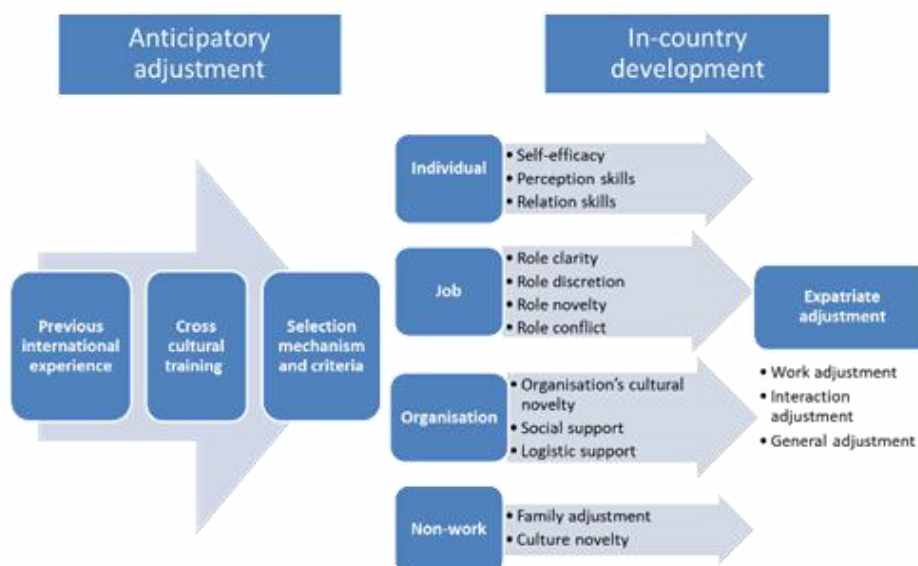 Anticipatory
adjustment
In-country
development
Previous
international
experience
Cross
cultural
training
Selection
mechanism
and criteria
Individual
• Self-efficacy
• Perception skills
• Relation skills
Job
• Role clarity
• Role discretion
• Role novelty
• Role conflict
Organisation
• Organisation's cultural
novelty
• Social support
• Logistic support
Non-work
• Family adjustment
• Culture novelty
Expatriate
adjustment
• Work adjustment
• Interaction
adjustment
• General adjustment